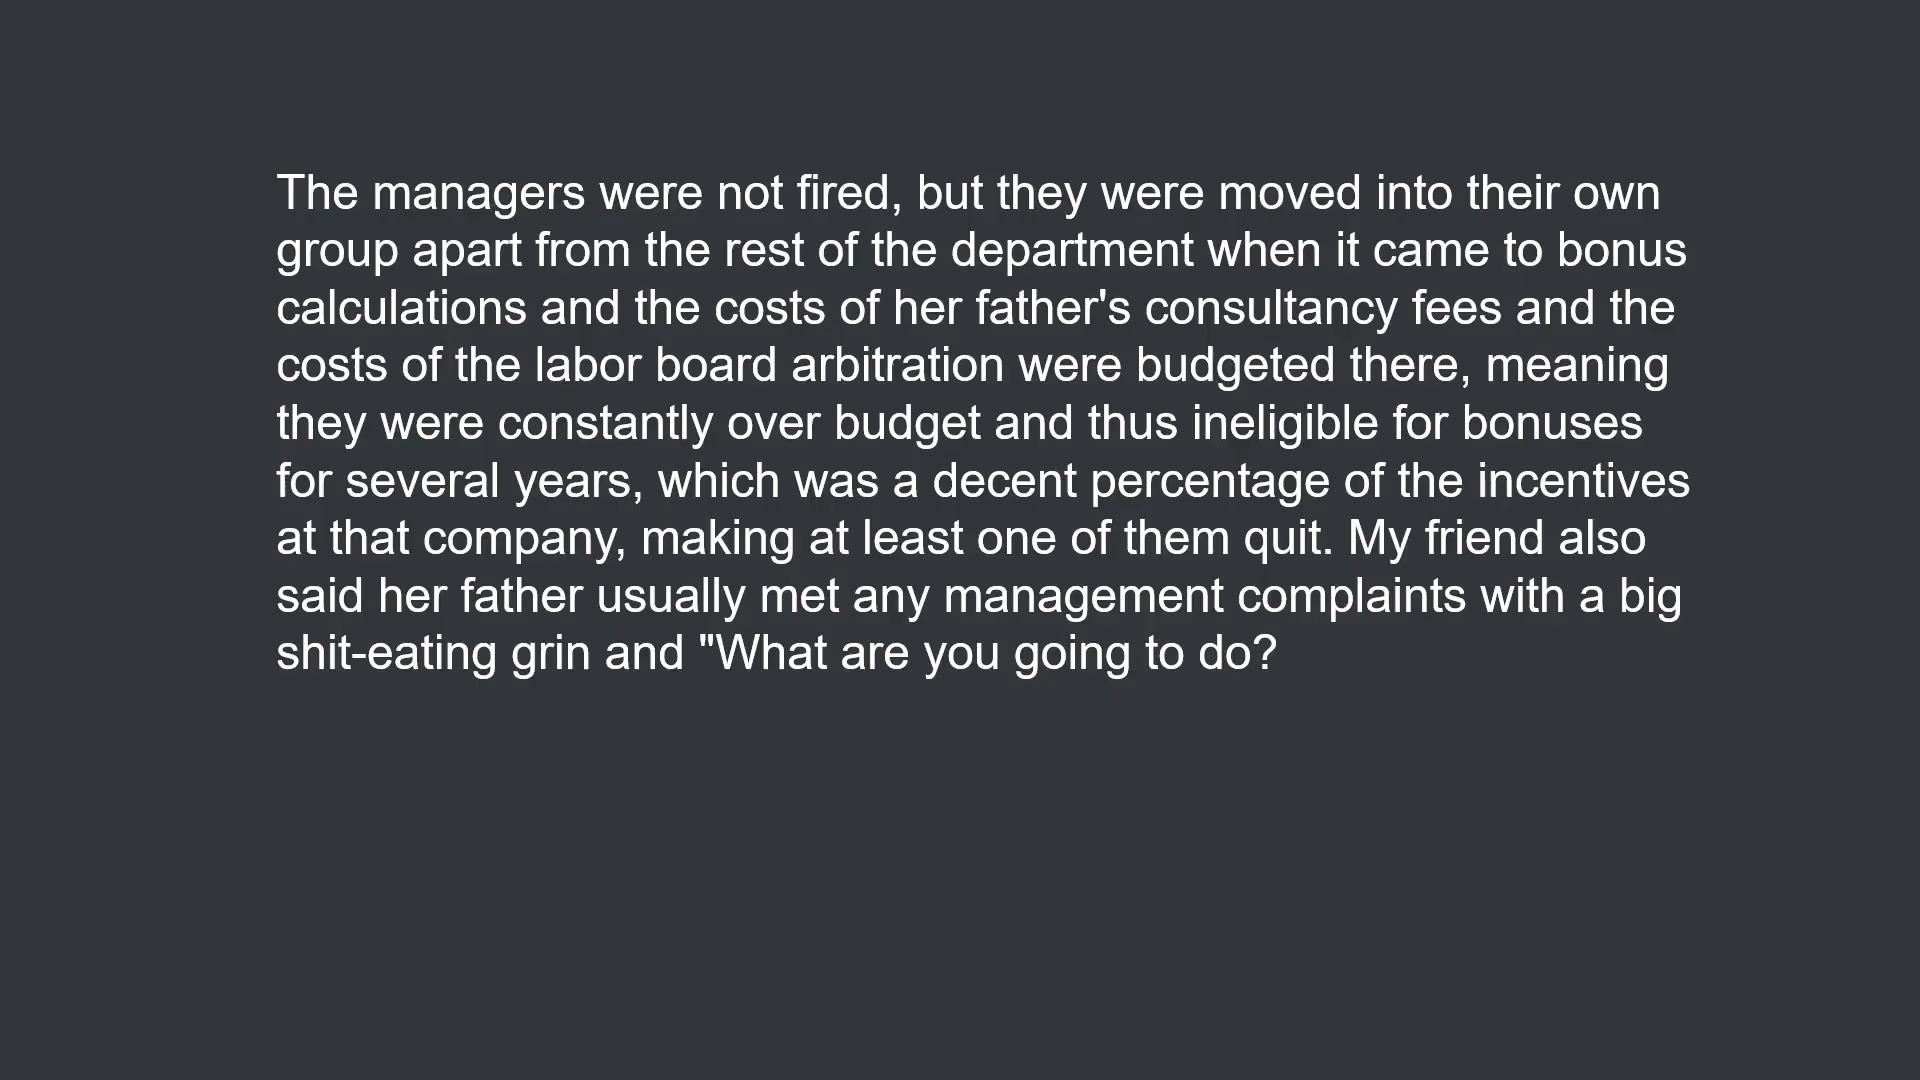 The managers were not fired, but they were moved into their own
group apart from the rest of the department when it came to bonus
calculations and the costs of her father's consultancy fees and the
costs of the labor board arbitration were budgeted there, meaning
they were constantly over budget and thus ineligible for bonuses
for several years, which was a decent percentage of the incentives
at that company, making at least one of them quit. My friend also
said her father usually met any management complaints with a big
shit-eating grin and "What are you going to do?